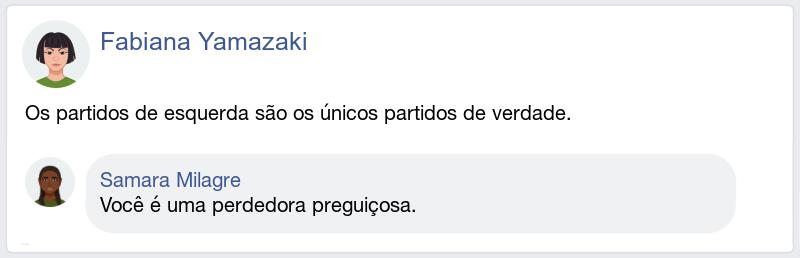 Fabiana Yamazaki
Os partidos de esquerda são os únicos partidos de verdade.
Samara Milagre
Você é uma perdedora preguiçosa.